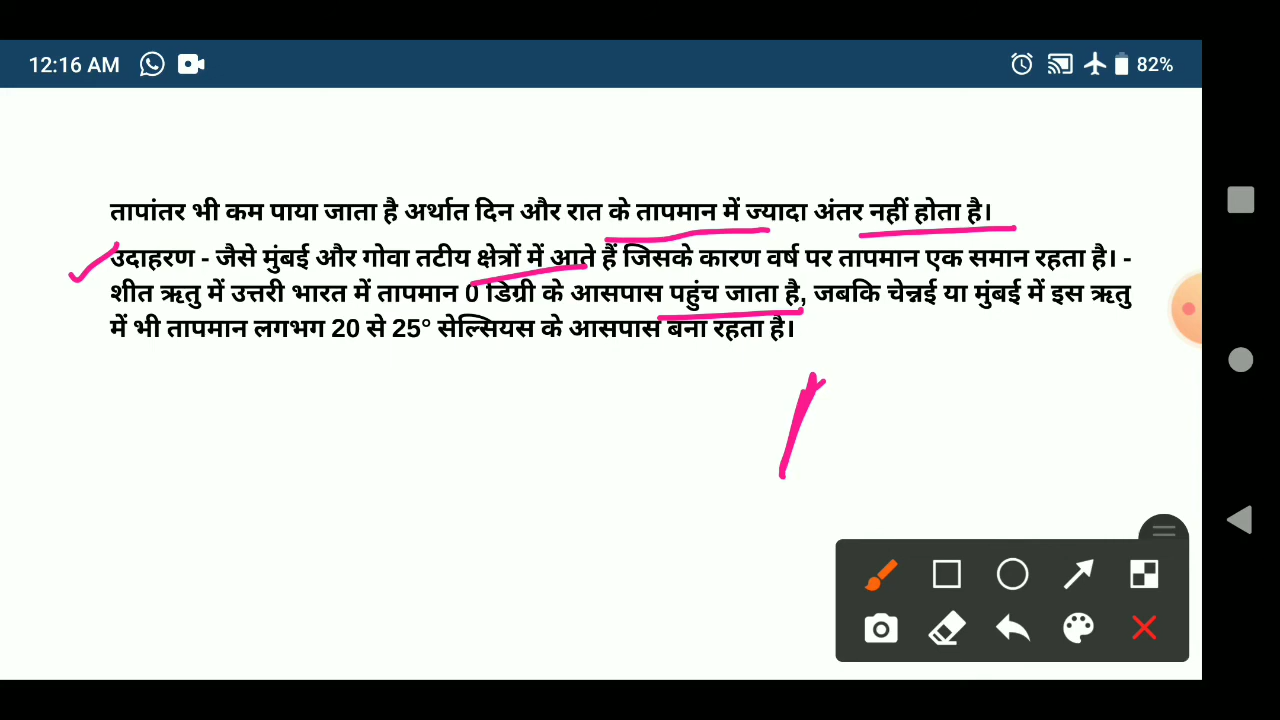 12:16 AM 82%
तापांतर भी कम पाया जाता है अर्थात दिन और रात के तापमान में ज्यादा अंतर नहीं होता है।
उदाहरण - जैसे मुंबई और गोवा तटीय क्षेत्रों में आते हैं जिसके कारण वर्ष पर तापमान एक समान रहता है। -
शीत ऋतु में उत्तरी भारत में तापमान 0 डिग्री के आसपास पहुंच जाता है, जबकि चेन्नई या मुंबई में इस ऋतु
में भी तापमान लगभग 20 से 25° सेल्सियस के आसपास बना रहता है।